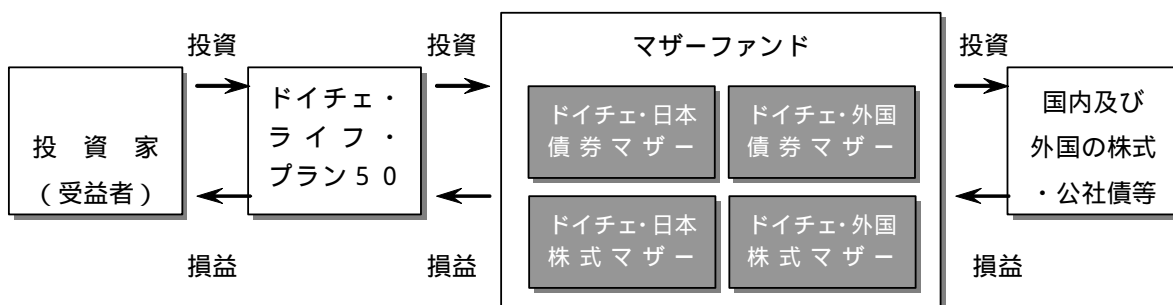 投資
投資
マザーファンド
投資
投 資 家
(受益者)
ドイチェ・
ライフ・
プラン50
ドイチェ・日本
債券マザー
ドイチェ・外国
債券マザー
ドイチェ・日本
株式マザー
ドイチェ・外国
株式マザー
国内及び
外国の株式
・公社債等
損益
損益
損益